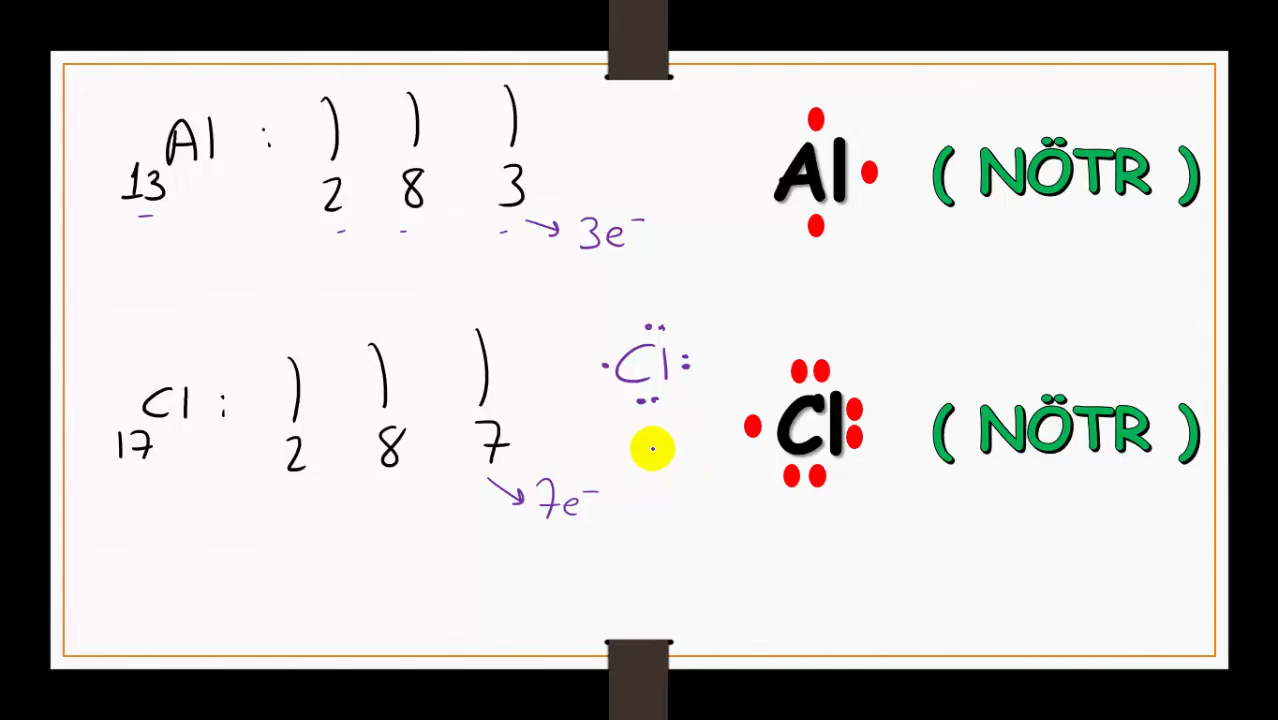 13Al : ) ) )
2 8 3
→ 3e⁻
Al ( NÖTR )
17Cl : ) ) )
2 8 7
→ 7e⁻
Cl
Cl ( NÖTR )